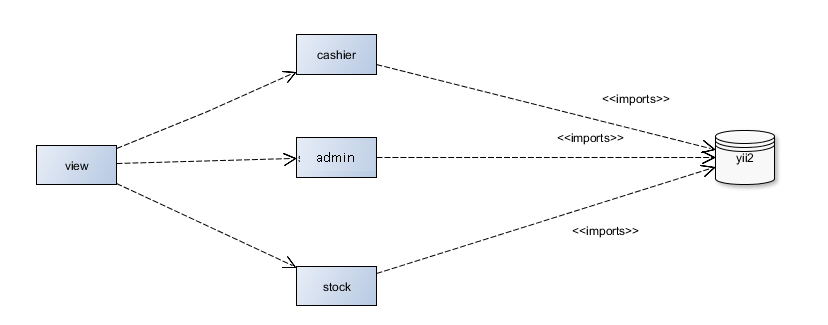 cashier
<<imports>>
<<imports>>
admin
view
yii2
<<imports>>
stock